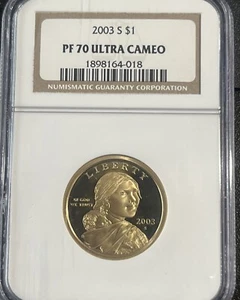 2003 S $1
PF 70 ULTRA CAMEO
1898164-018
NUMISMATIC GUARANTY CORPORATION
LIBERTY
IN GOD
WE TRUST
2003
S